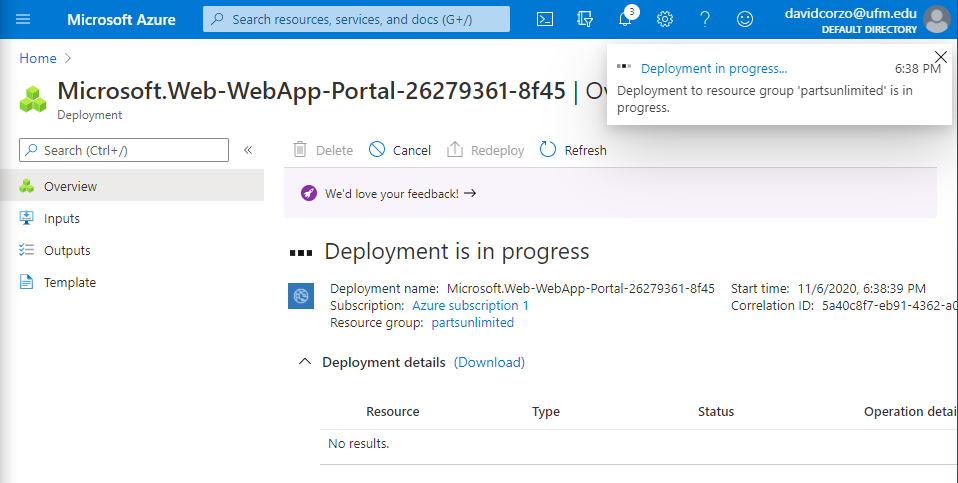 Microsoft Azure
Search resources, services, and docs (G+/)
3
davidcorzo@ufm.edu
DEFAULT DIRECTORY
Home
Deployment in progress...
6:38 PM
Deployment to resource group 'partsunlimited' is in
progress.
Microsoft.Web-WebApp-Portal-26279361-8f45 | Ov
Deployment
Search (Ctrl+/)
«
Delete
Cancel
Redeploy
Refresh
Overview
Inputs
Outputs
Template
We'd love your feedback! →
Deployment is in progress
Deployment name: Microsoft.Web-WebApp-Portal-26279361-8f45
Subscription: Azure subscription 1
Resource group: partsunlimited
Start time: 11/6/2020, 6:38:39 PM
Correlation ID: 5a40c8f7-eb91-4362-a0
Deployment details (Download)
Resource Type Status Operation detai
No results.